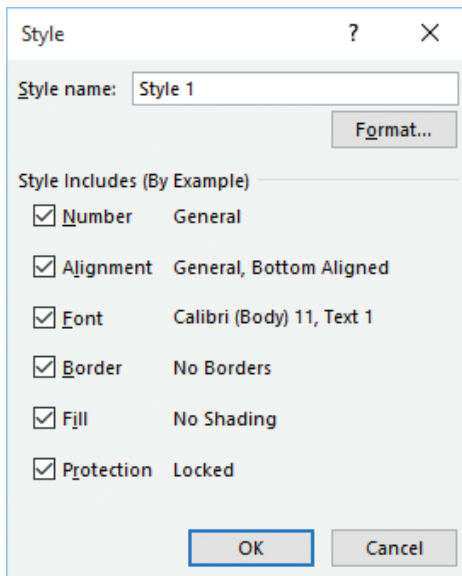 Style ?
Style name: Style 1
Format...
Style Includes (By Example)
Number General
Alignment General, Bottom Aligned
Font Calibri (Body) 11, Text 1
Border No Borders
Fill No Shading
Protection Locked
OK Cancel